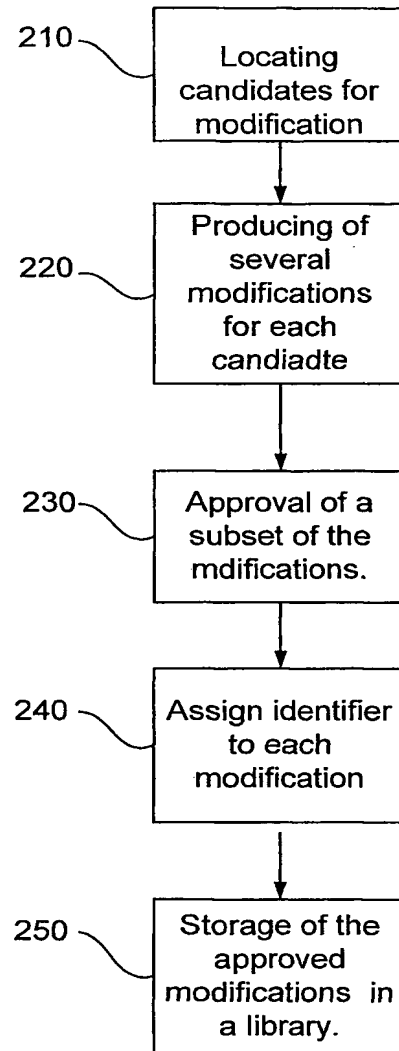 210
Locating
candidates for
modification
220
Producing of
several
modifications
for each
candiadte
230
Approval of a
subset of the
mdifications.
240
Assign identifier
to each
modification
250
Storage of the
approved
modifications in
a library.